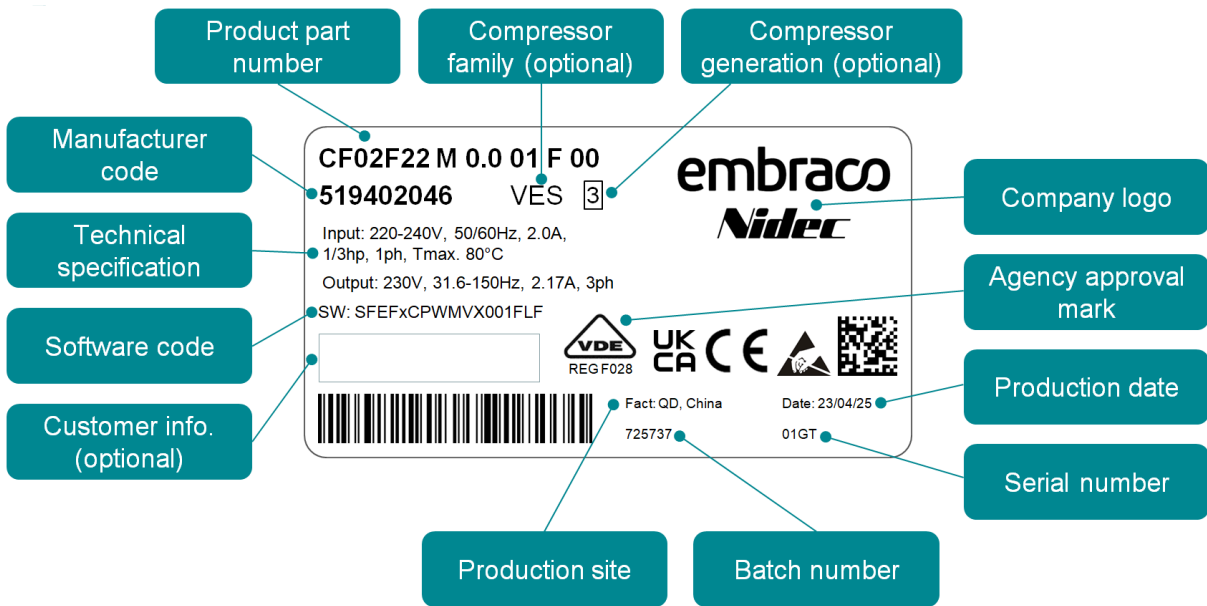 Product part
number
Compressor
family (optional)
Compressor
generation (optional)
Manufacturer
code
Technical
specification
Software code
Customer info.
(optional)
CF02F22 M 0.0 01 F 00
519402046 VES 3
Input: 220-240V, 50/60Hz, 2.0A,
1/3hp, 1ph, Tmax. 80°C
Output: 230V, 31.6-150Hz, 2.17A, 3ph
SW: SFEFxCPWMVX001FLF
embraco
Nidec
VDE
REG F028
UK
CA
CE
Fact: QD, China
Date: 23/04/25
725737
01GT
Company logo
Agency approval
mark
Production date
Serial number
Production site
Batch number